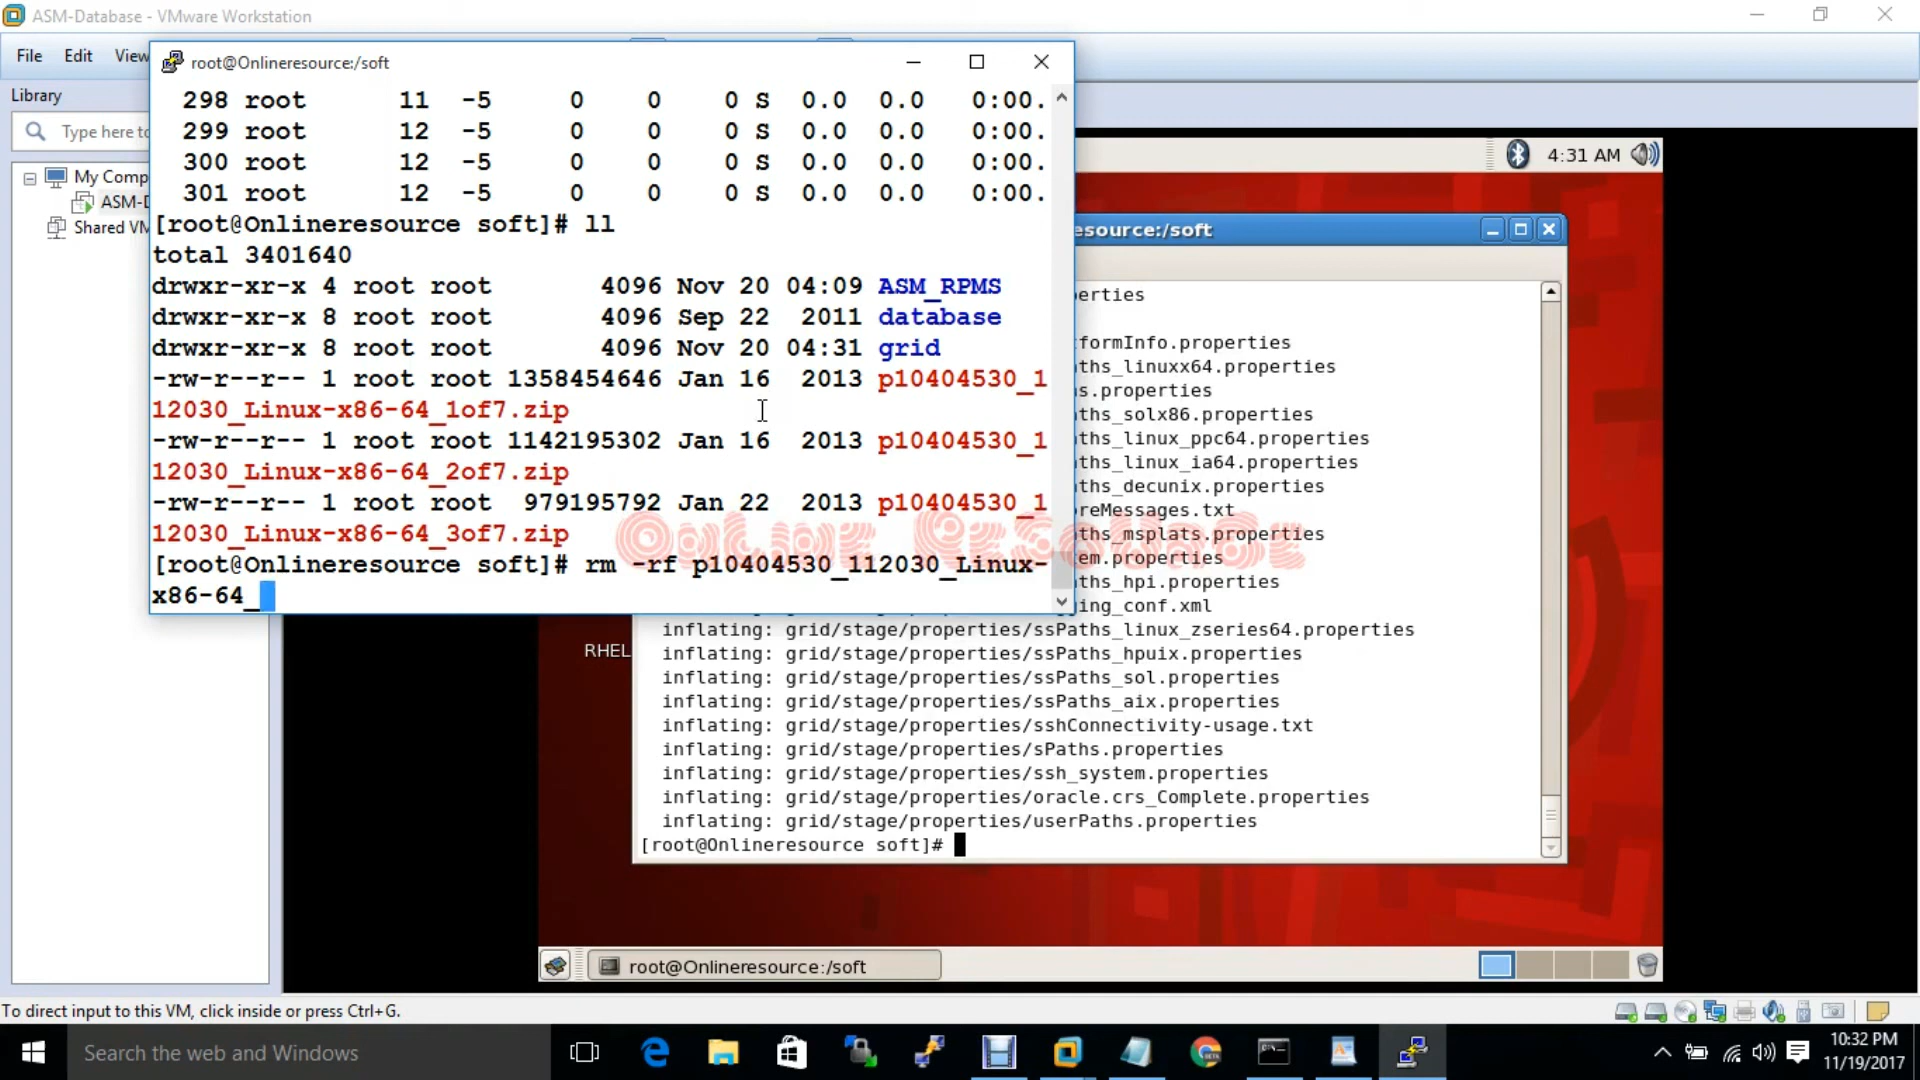 ASM-Database - VMware Workstation
File Edit View
Library
Type here to
My Comp
ASM-D
Shared VM
root@Onlineresource:/soft
298 root 11 -5 0 0 0 S 0.0 0.0 0:00.
299 root 12 -5 0 0 0 S 0.0 0.0 0:00.
300 root 12 -5 0 0 0 S 0.0 0.0 0:00.
301 root 12 -5 0 0 0 S 0.0 0.0 0:00.
[root@Onlineresource soft]# ll
total 3401640
drwxr-xr-x 4 root root 4096 Nov 20 04:09 ASM_RPMS
drwxr-xr-x 8 root root 4096 Sep 22 2011 database
drwxr-xr-x 8 root root 4096 Nov 20 04:31 grid
-rw-r--r-- 1 root root 1358454646 Jan 16 2013 p10404530_1
12030_Linux-x86-64_1of7.zip
-rw-r--r-- 1 root root 1142195302 Jan 16 2013 p10404530_1
12030_Linux-x86-64_2of7.zip
-rw-r--r-- 1 root root 979195792 Jan 22 2013 p10404530_1
12030_Linux-x86-64_3of7.zip
[root@Onlineresource soft]# rm -rf p10404530_112030_Linux-
x86-64_
Online ReSoUrCe
4:31 AM
esource:/soft
erties
formInfo.properties
ths_linuxx64.properties
s.properties
ths_solx86.properties
ths_linux_ppc64.properties
ths_linux_ia64.properties
ths_decunix.properties
reMessages.txt
ths_msplats.properties
em.properties
ths_hpi.properties
ging_conf.xml
inflating: grid/stage/properties/ssPaths_linux_zseries64.properties
inflating: grid/stage/properties/ssPaths_hpuix.properties
inflating: grid/stage/properties/ssPaths_sol.properties
inflating: grid/stage/properties/ssPaths_aix.properties
inflating: grid/stage/properties/sshConnectivity-usage.txt
inflating: grid/stage/properties/sPaths.properties
inflating: grid/stage/properties/ssh_system.properties
inflating: grid/stage/properties/oracle.crs_Complete.properties
inflating: grid/stage/properties/userPaths.properties
[root@Onlineresource soft]#
RHEL
root@Onlineresource:/soft
To direct input to this VM, click inside or press Ctrl+G.
Search the web and Windows
10:32 PM
11/19/2017